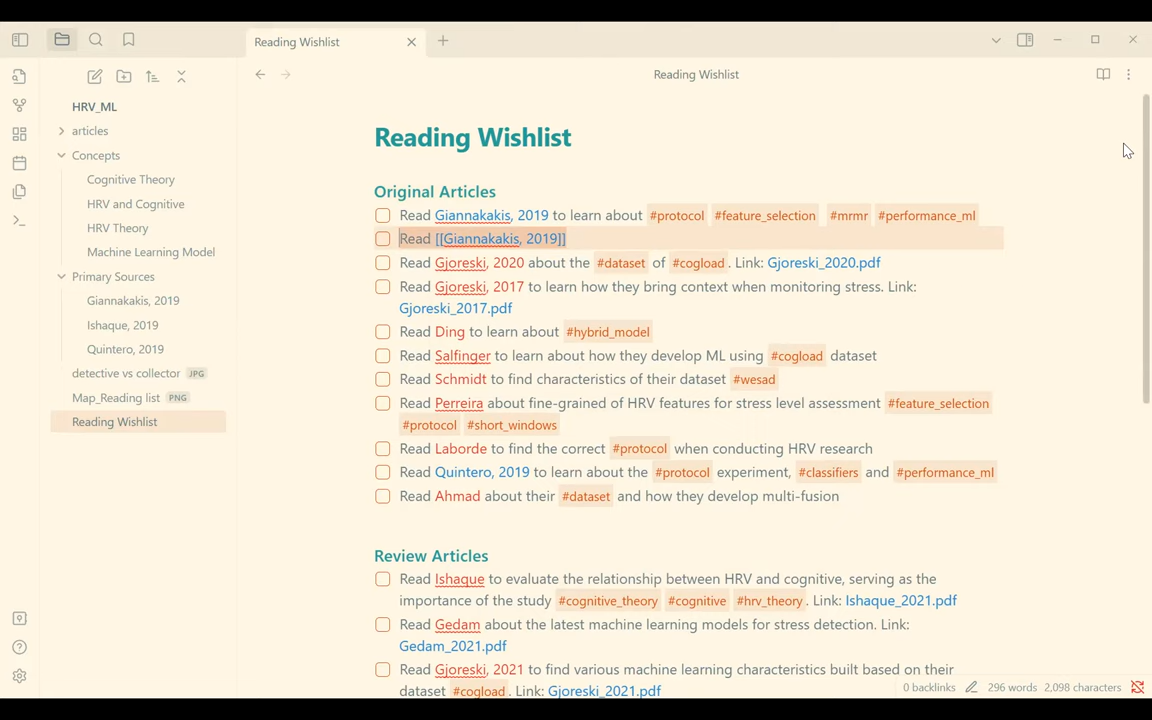 Reading Wishlist
Reading Wishlist
HRV_ML
articles
Concepts
Cognitive Theory
HRV and Cognitive
HRV Theory
Machine Learning Model
Primary Sources
Giannakakis, 2019
Ishaque, 2019
Quintero, 2019
detective vs collector JPG
Map_Reading list PNG
Reading Wishlist
Reading Wishlist
Original Articles
Read Giannakakis, 2019 to learn about #protocol #feature_selection #mrmr #performance_ml
Read [[Giannakakis, 2019]]
Read Gjoreski, 2020 about the #dataset of #cogload. Link: Gjoreski_2020.pdf
Read Gjoreski, 2017 to learn how they bring context when monitoring stress. Link:
Gjoreski_2017.pdf
Read Ding to learn about #hybrid_model
Read Salfinger to learn about how they develop ML using #cogload dataset
Read Schmidt to find characteristics of their dataset #wesad
Read Perreira about fine-grained of HRV features for stress level assessment #feature_selection
#protocol #short_windows
Read Laborde to find the correct #protocol when conducting HRV research
Read Quintero, 2019 to learn about the #protocol experiment, #classifiers and #performance_ml
Read Ahmad about their #dataset and how they develop multi-fusion
Review Articles
Read Ishaque to evaluate the relationship between HRV and cognitive, serving as the
importance of the study #cognitive_theory #cognitive #hrv_theory. Link: Ishaque_2021.pdf
Read Gedam about the latest machine learning models for stress detection. Link:
Gedam_2021.pdf
Read Gjoreski, 2021 to find various machine learning characteristics built based on their
dataset #cogload. Link: Gjoreski_2021.pdf
0 backlinks 296 words 2,098 characters